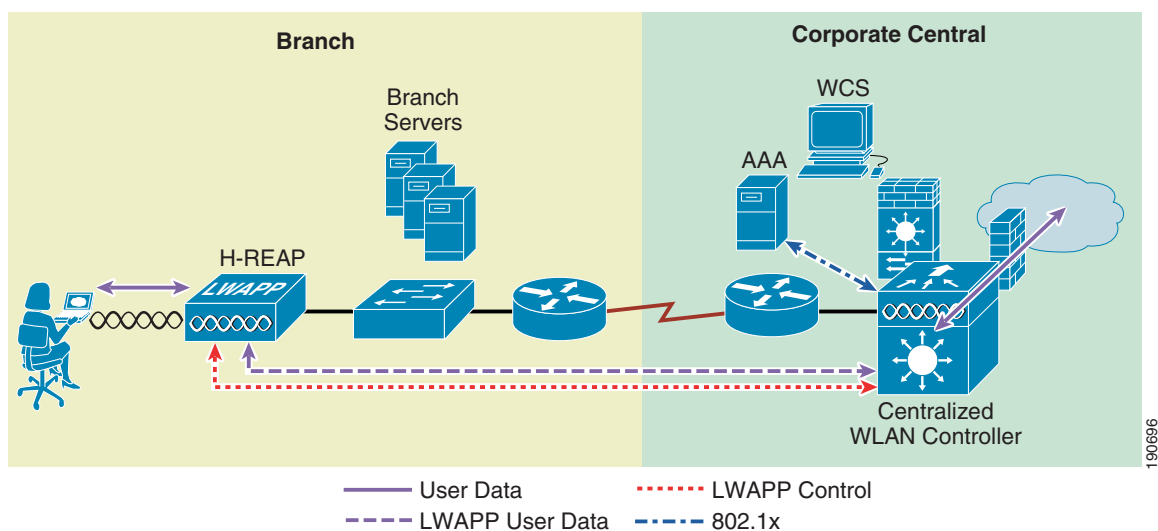 Branch
Corporate Central
Branch
Servers
WCS
AAA
H-REAP
LWAPP
Centralized
WLAN Controller
190696
User Data
LWAPP Control
LWAPP User Data
802.1x